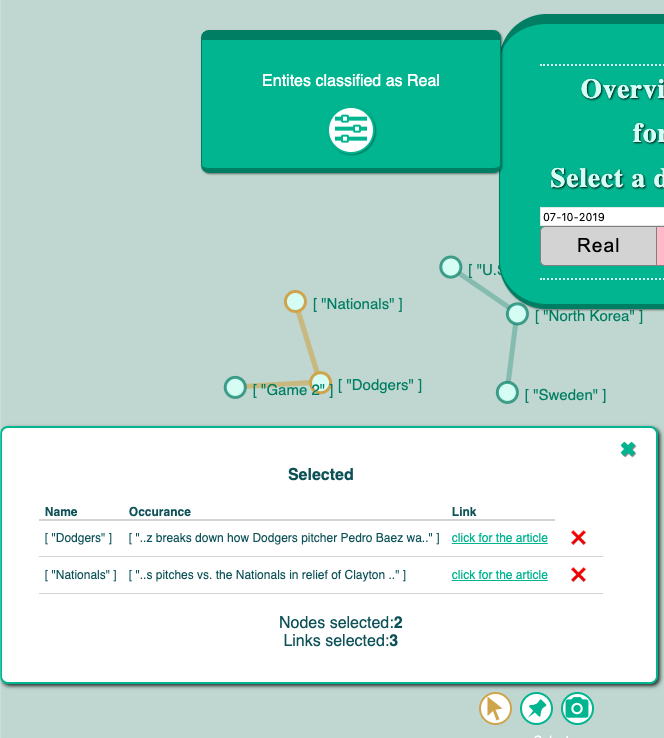 Entites classified as Real
Select a
07-10-2019
Real
[ "Nationals" ]
[ "North Korea" ]
[ "Game 2" ]
[ "Dodgers" ]
[ "Sweden" ]
Selected
Name Occurance Link
[ "Dodgers" ] [ "..z breaks down how Dodgers pitcher Pedro Baez wa.." ] click for the article
[ "Nationals" ] [ "..s pitches vs. the Nationals in relief of Clayton .." ] click for the article
Nodes selected:2
Links selected:3